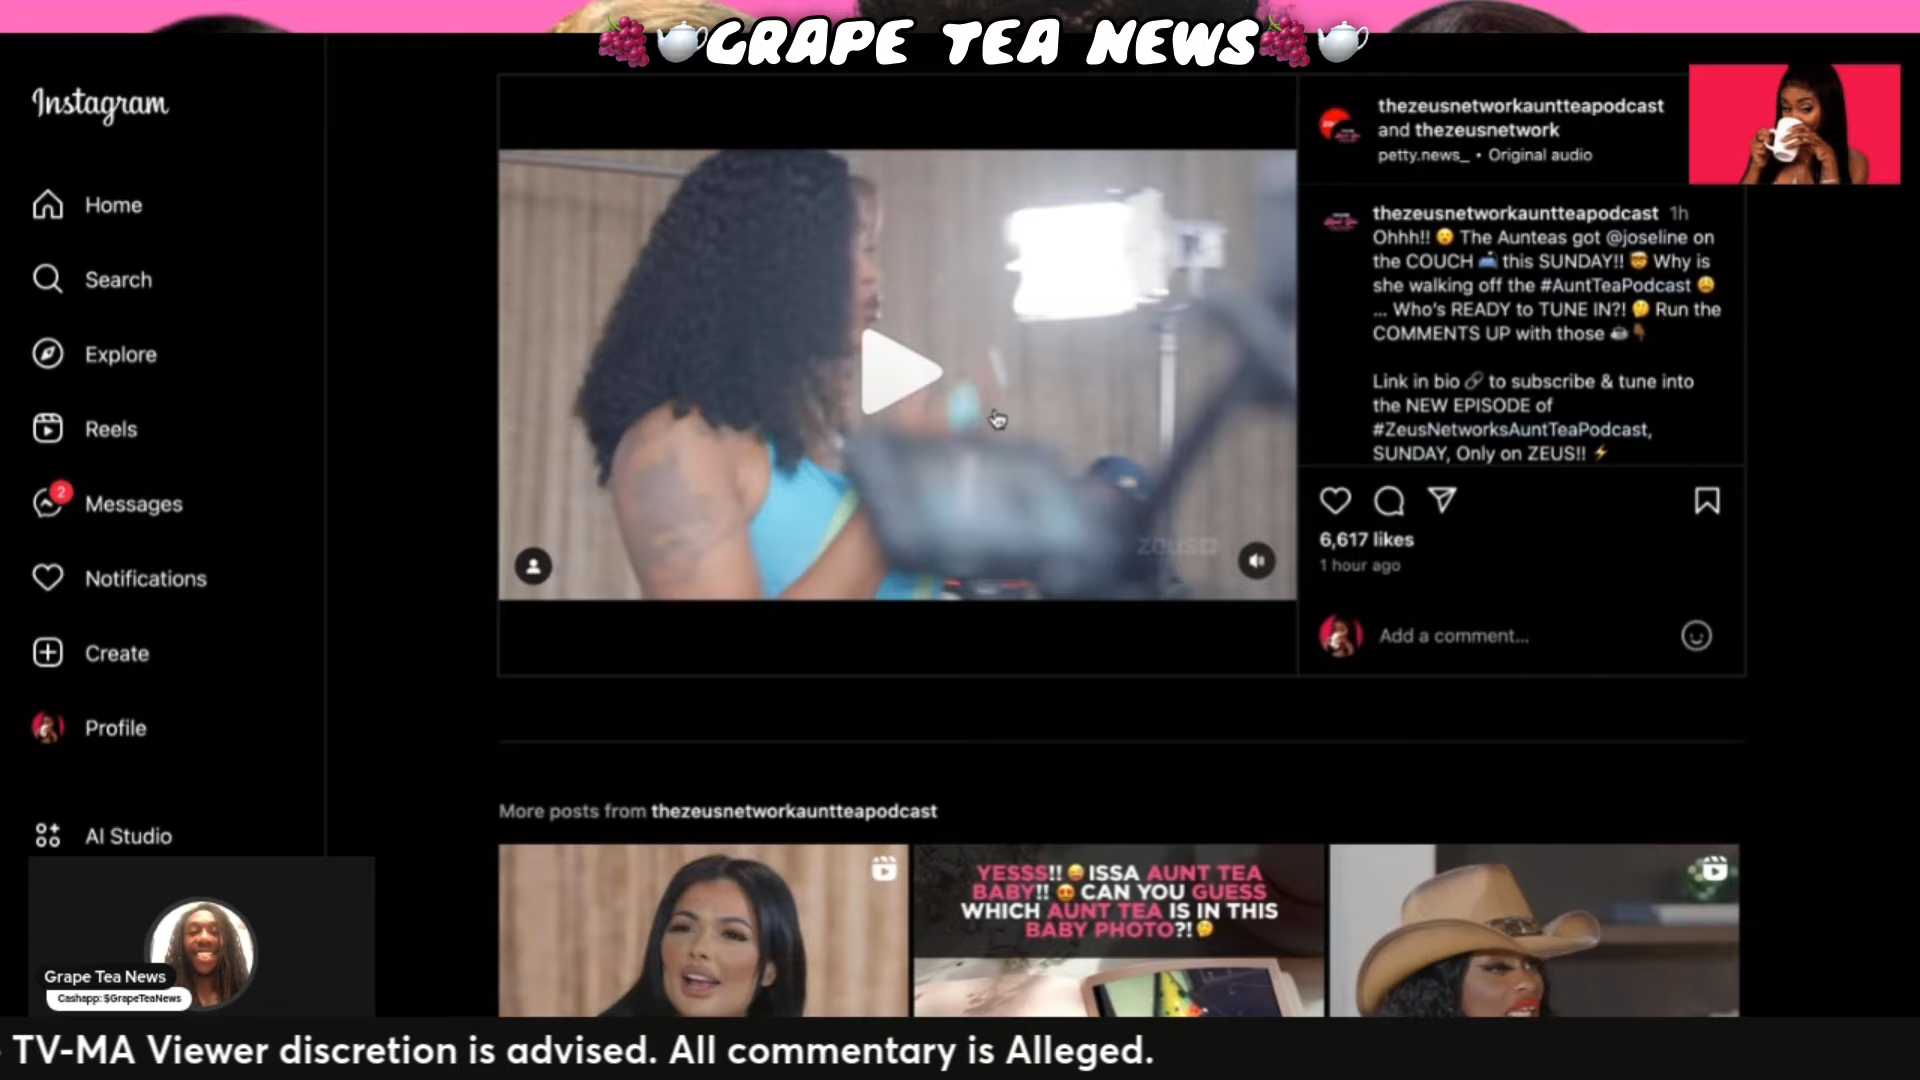 GRAPE TEA NEWS
Instagram
Home
Search
Explore
Reels
2
Messages
Notifications
Create
Profile
AI Studio
thezeusnetworkauntteapodcast
and thezeusnetwork
petty.news_ • Original audio
thezeusnetworkauntteapodcast 1h
Ohhh!! 😮 The Aunteas got @joseline on
the COUCH 🛋️ this SUNDAY!! 🤯 Why is
she walking off the #AuntTeaPodcast 😩
... Who's READY to TUNE IN?! 🤔 Run the
COMMENTS UP with those ☕👇🏾
Link in bio 🔗 to subscribe & tune into
the NEW EPISODE of
#ZeusNetworksAuntTeaPodcast,
SUNDAY, Only on ZEUS!! ⚡
6,617 likes
1 hour ago
Add a comment...
zeus
More posts from thezeusnetworkauntteapodcast
YESSS!! 😜 ISSA AUNT TEA
BABY!! 😍 CAN YOU GUESS
WHICH AUNT TEA IS IN THIS
BABY PHOTO?! 🤔
Grape Tea News
Cashapp: $GrapeTeaNews
TV-MA Viewer discretion is advised. All commentary is Alleged.